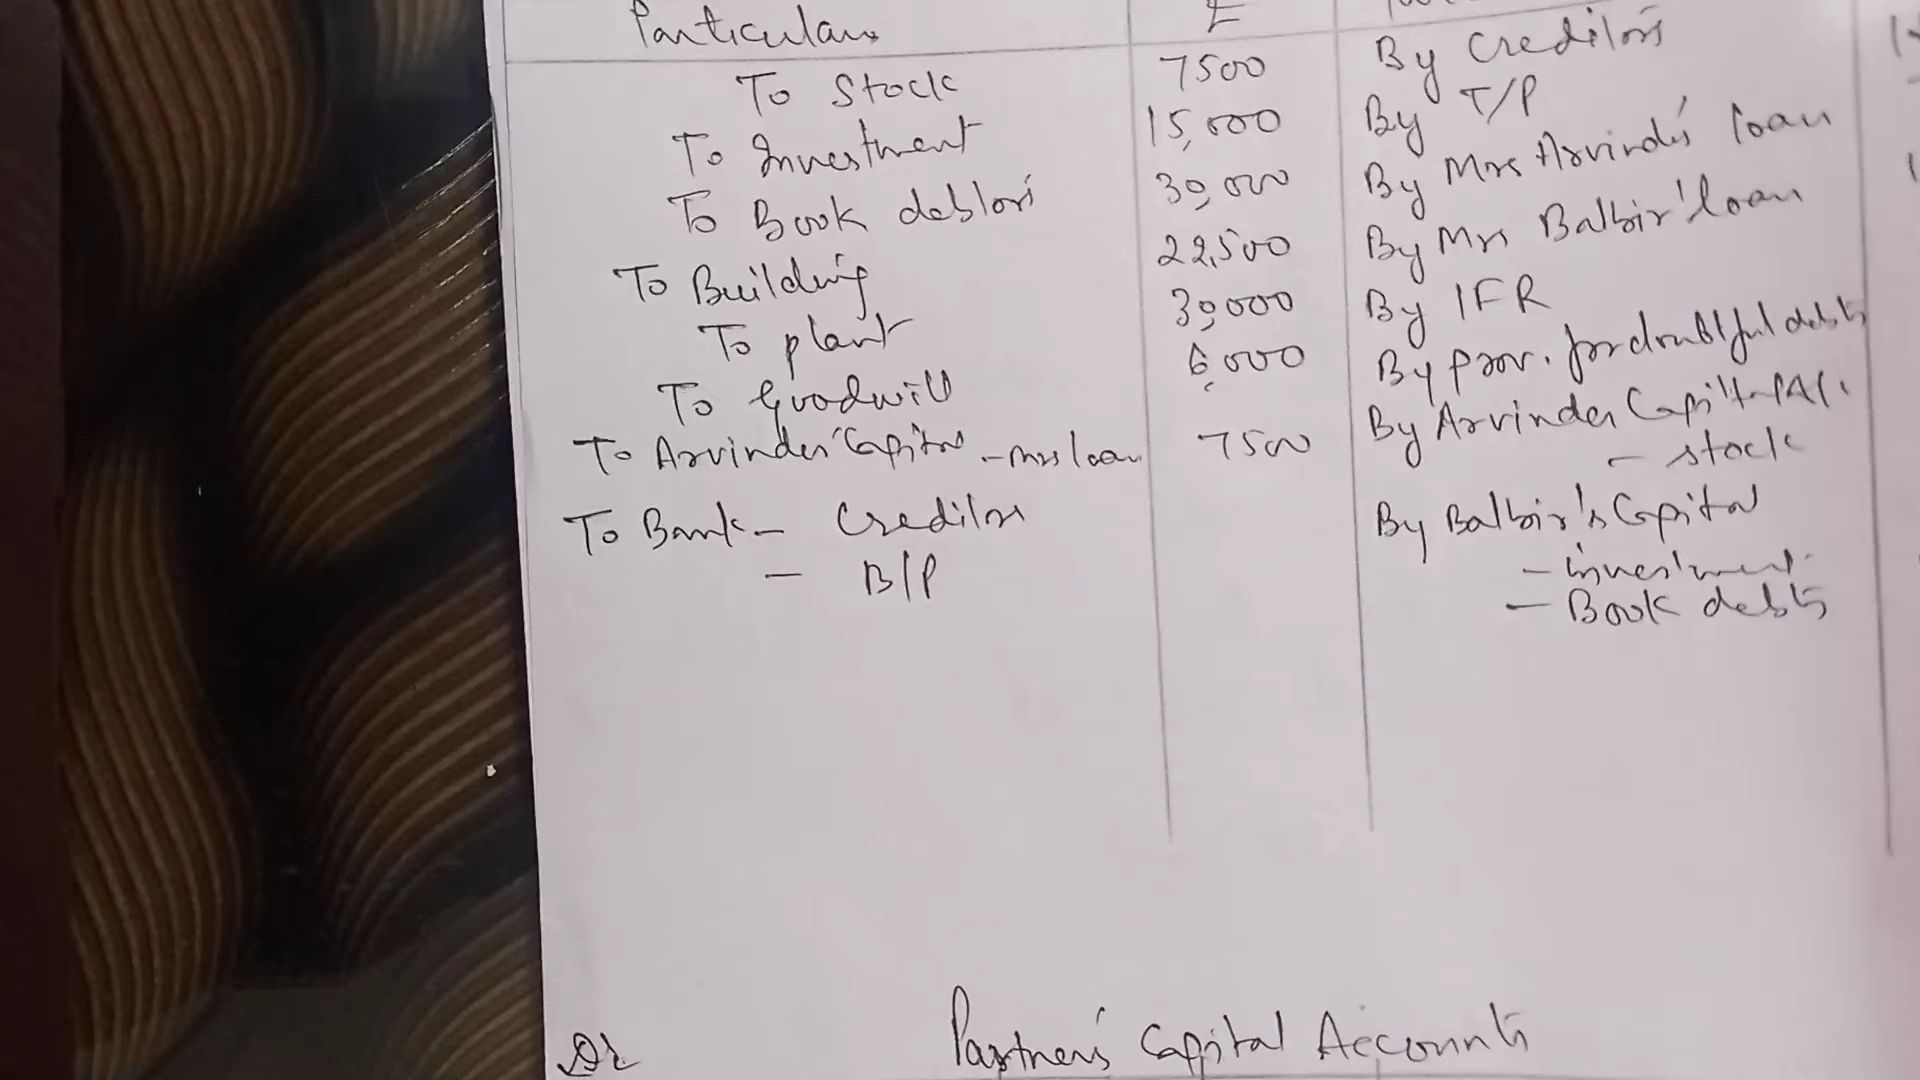 Particulars ₹
To Stock 7500 By Creditors
To Investment 15,000 By T/P
To Book debtors 30,000 By Mrs Arvinder's loan
To Building 22,500 By Mrs Balbir' loan
To plant 30,000 By IFR
To Goodwill 6,000 By prov. for doubtful debts
To Arvinder Capital - mrs loan 7500 By Arvinder Capital A/c.
- stock
To Bank - Creditors By Balbir's Capital
- B/P - investment
- Book debts
Partners' Capital Accounts
Dr